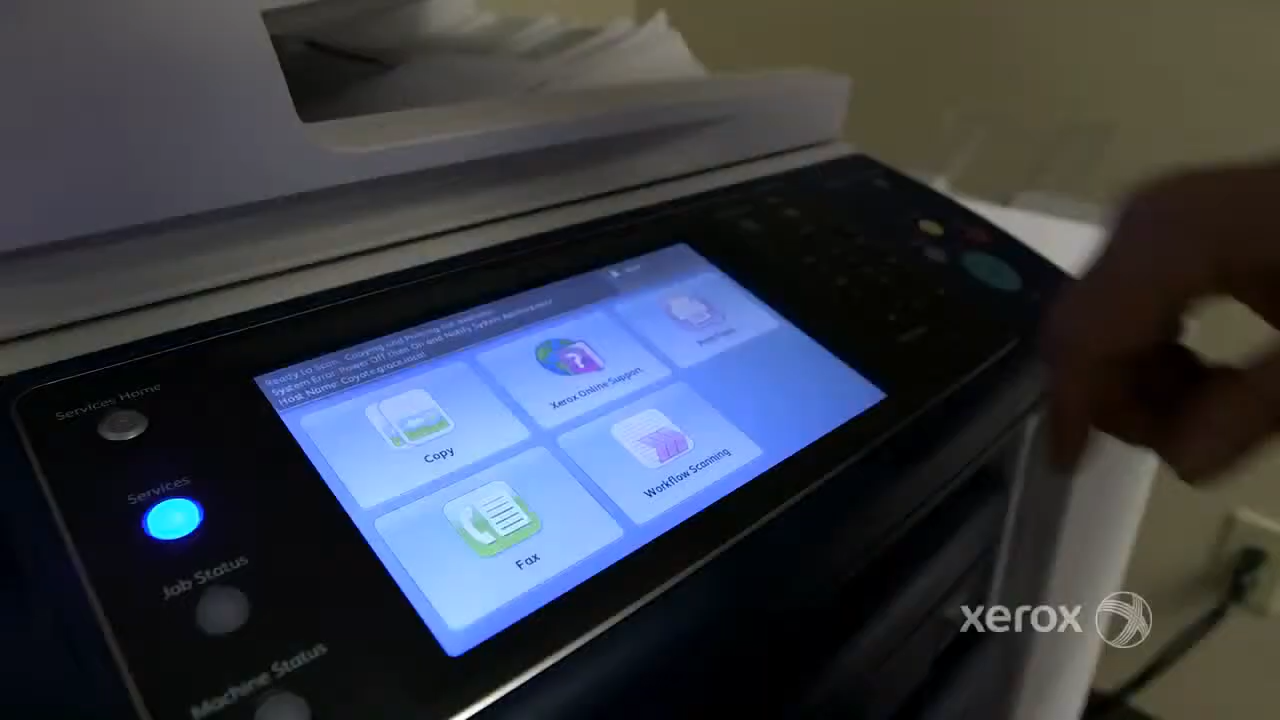 Ready to Scan. Copying and Printing Not Available.
System Error. Power Off Then On and Notify System Administrator
Host Name: Coyotegraceious!
Xerox Online Support
Copy
Workflow Scanning
Fax
Services Home
Services
Job Status
Machine Status
xerox